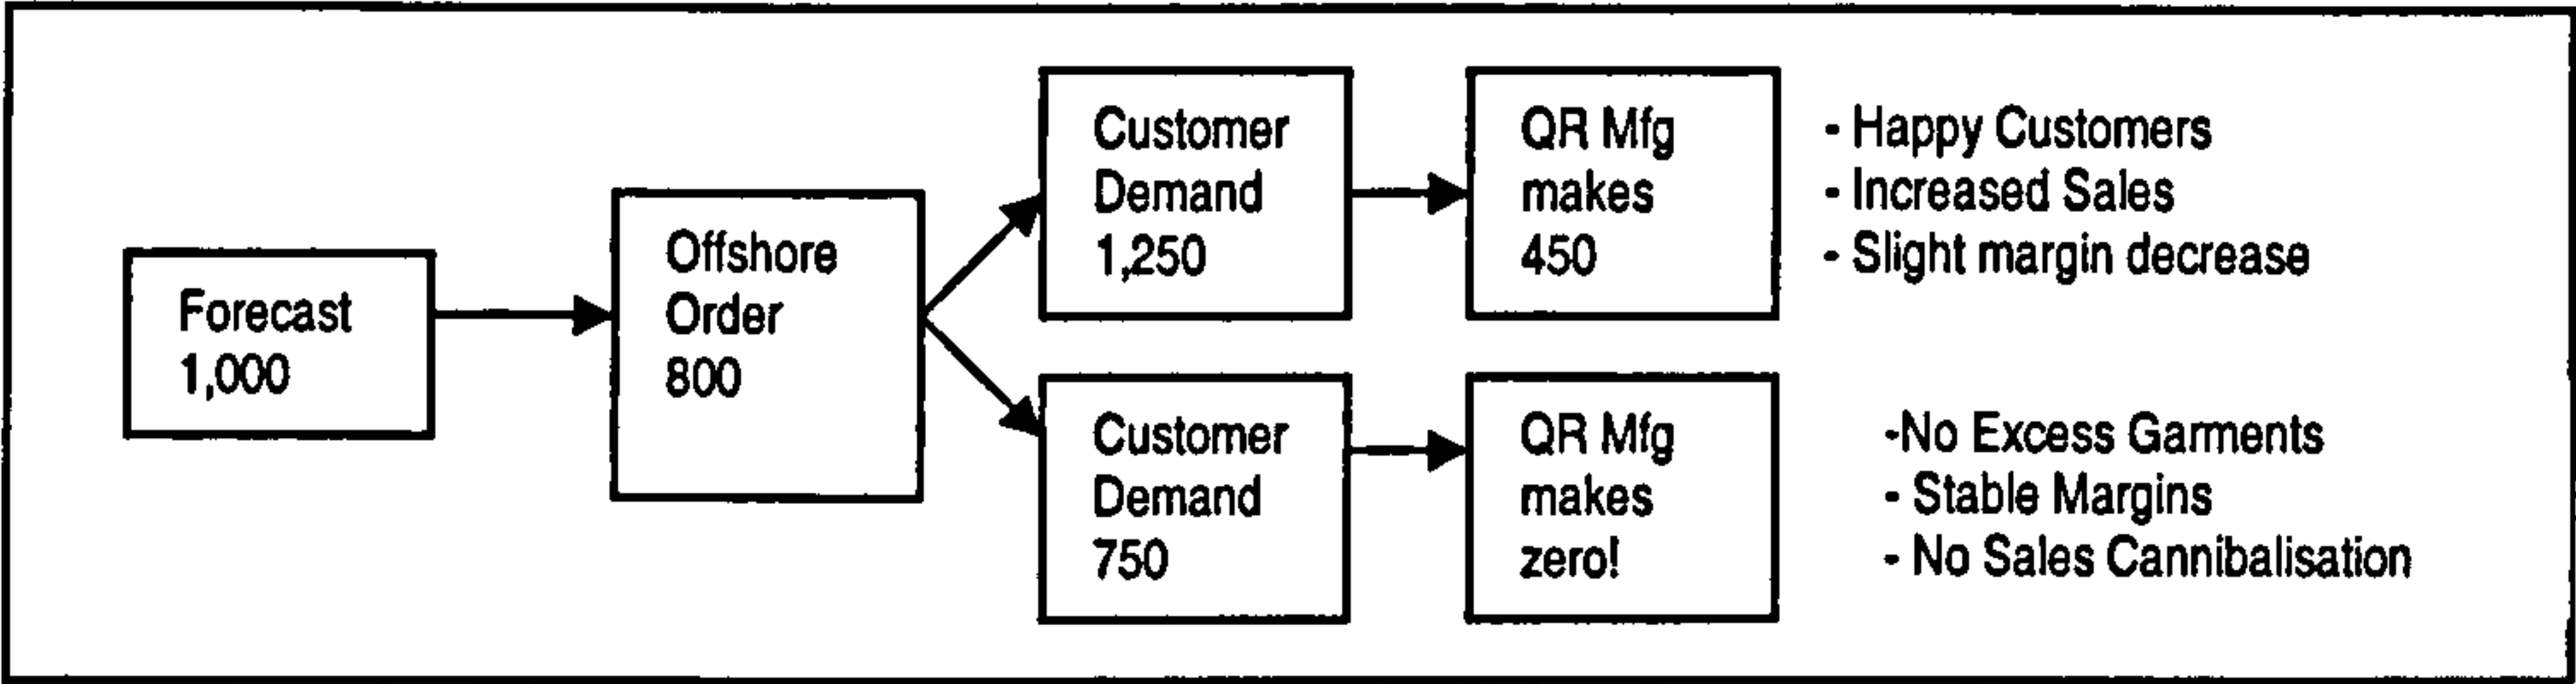 Forecast
1,000
Offshore
Order
800
Customer
Demand
1,250
QR Mfg
makes
450
- Happy Customers
- Increased Sales
- Slight margin decrease
Customer
Demand
750
QR Mfg
makes
zero!
-No Excess Garments
- Stable Margins
- No Sales Cannibalisation